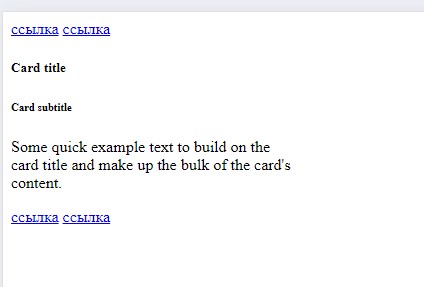 ссылка ссылка
Card title
Card subtitle
Some quick example text to build on the
card title and make up the bulk of the card's
content.
ссылка ссылка